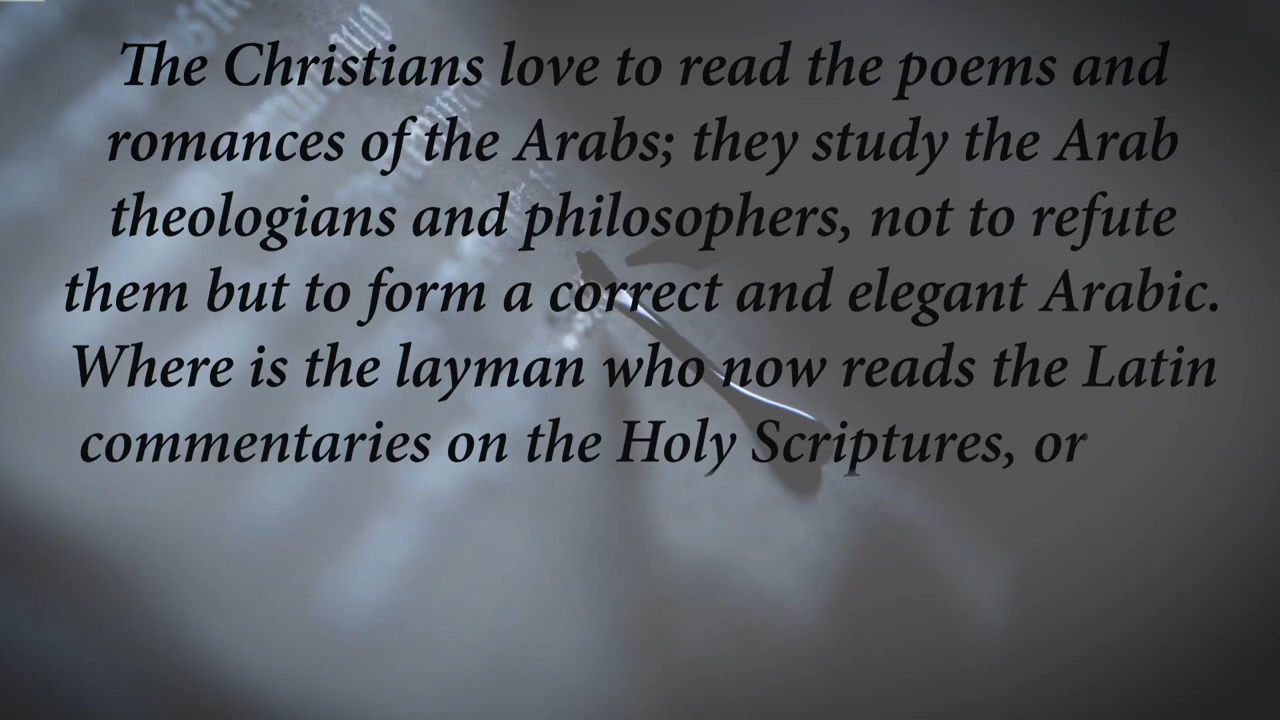 The Christians love to read the poems and
romances of the Arabs; they study the Arab
theologians and philosophers, not to refute
them but to form a correct and elegant Arabic.
Where is the layman who now reads the Latin
commentaries on the Holy Scriptures, or